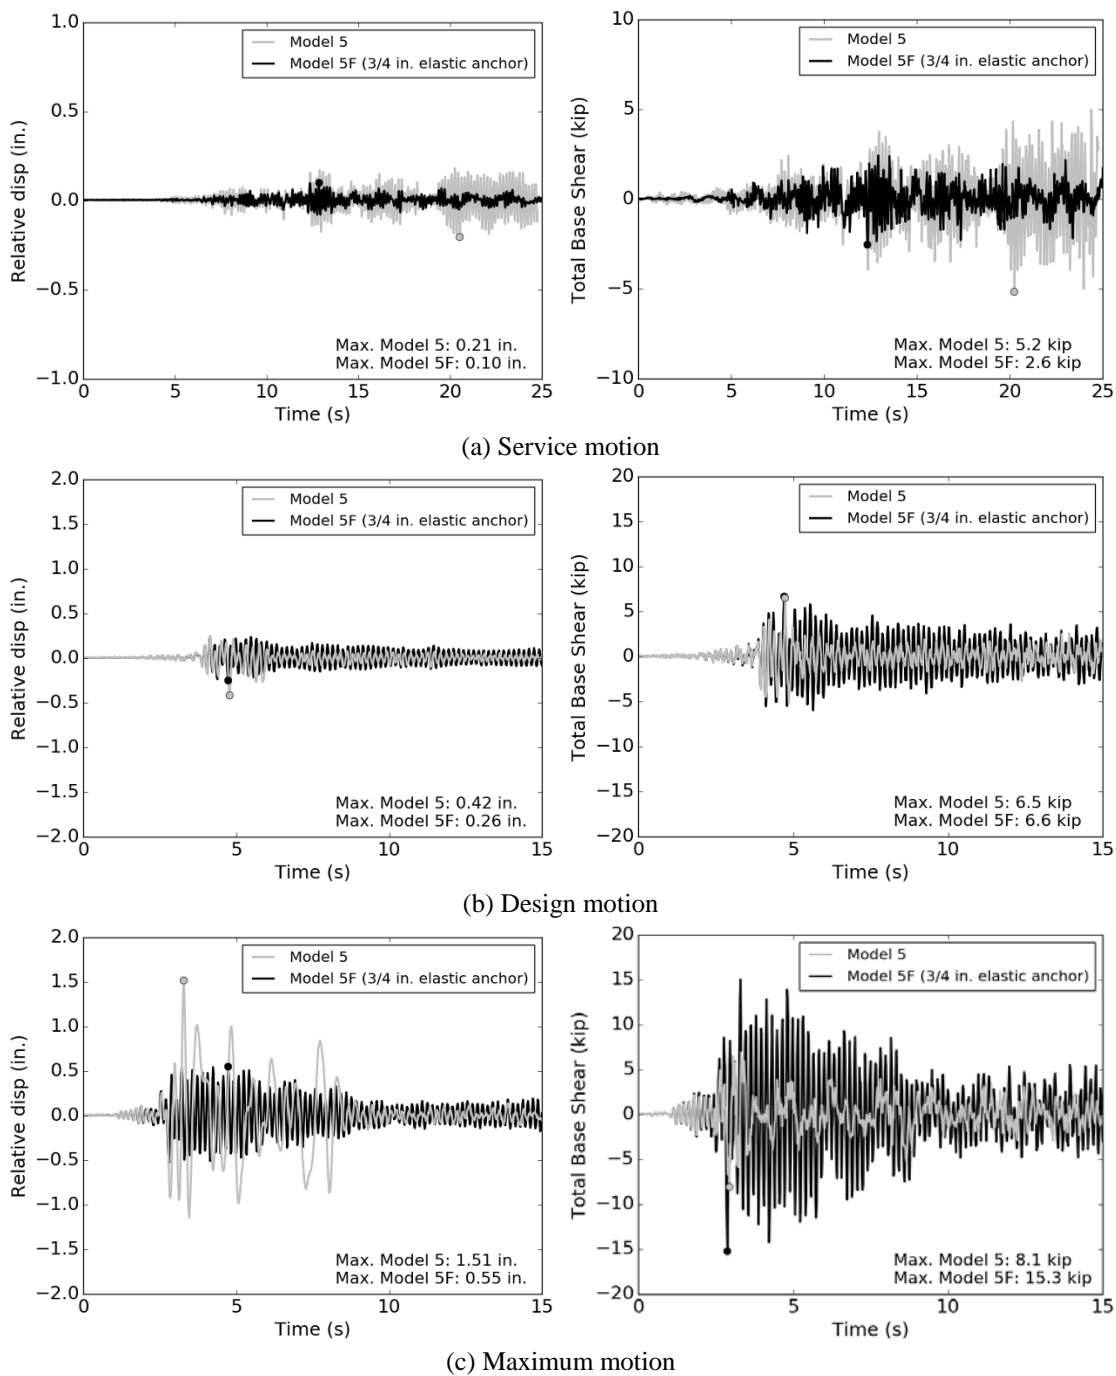 1.0
0.5
0.0
−0.5
−1.0
Relative disp (in.)
Model 5
Model 5F (3/4 in. elastic anchor)
Max. Model 5: 0.21 in.
Max. Model 5F: 0.10 in.
0 5 10 15 20 25
Time (s)
10
5
0
−5
−10
Total Base Shear (kip)
Model 5
Model 5F (3/4 in. elastic anchor)
Max. Model 5: 5.2 kip
Max. Model 5F: 2.6 kip
0 5 10 15 20 25
Time (s)
(a) Service motion
2.0
1.5
1.0
0.5
0.0
−0.5
−1.0
−1.5
−2.0
Relative disp (in.)
Model 5
Model 5F (3/4 in. elastic anchor)
Max. Model 5: 0.42 in.
Max. Model 5F: 0.26 in.
0 5 10 15
Time (s)
20
15
10
5
0
−5
−10
−15
−20
Total Base Shear (kip)
Model 5
Model 5F (3/4 in. elastic anchor)
Max. Model 5: 6.5 kip
Max. Model 5F: 6.6 kip
0 5 10 15
Time (s)
(b) Design motion
2.0
1.5
1.0
0.5
0.0
−0.5
−1.0
−1.5
−2.0
Relative disp (in.)
Model 5
Model 5F (3/4 in. elastic anchor)
Max. Model 5: 1.51 in.
Max. Model 5F: 0.55 in.
0 5 10 15
Time (s)
20
15
10
5
0
−5
−10
−15
−20
Total Base Shear (kip)
Model 5
Model 5F (3/4 in. elastic anchor)
Max. Model 5: 8.1 kip
Max. Model 5F: 15.3 kip
0 5 10 15
Time (s)
(c) Maximum motion